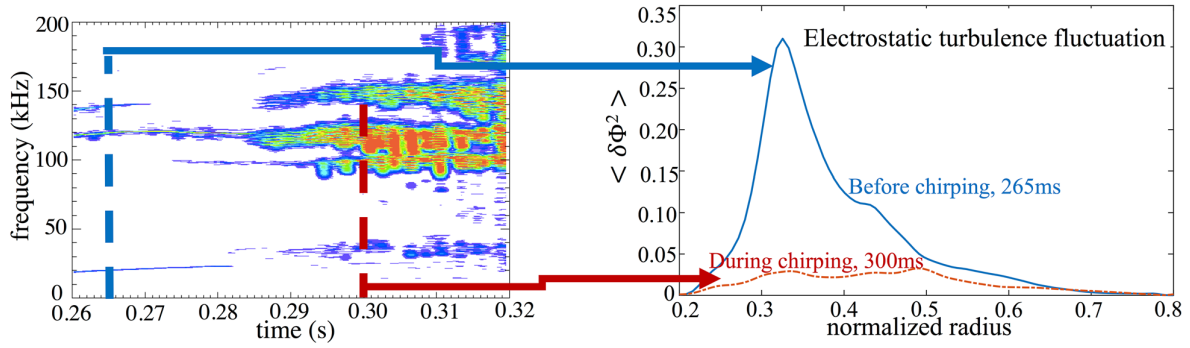 200
150
100
50
0
frequency (kHz)
0.26 0.27 0.28 0.29 0.30 0.31 0.32
time (s)
0.35
0.30
0.25
0.20
0.15
0.10
0.05
0
< δΦ² >
Electrostatic turbulence fluctuation
Before chirping, 265ms
During chirping, 300ms
0.2 0.3 0.4 0.5 0.6 0.7 0.8
normalized radius